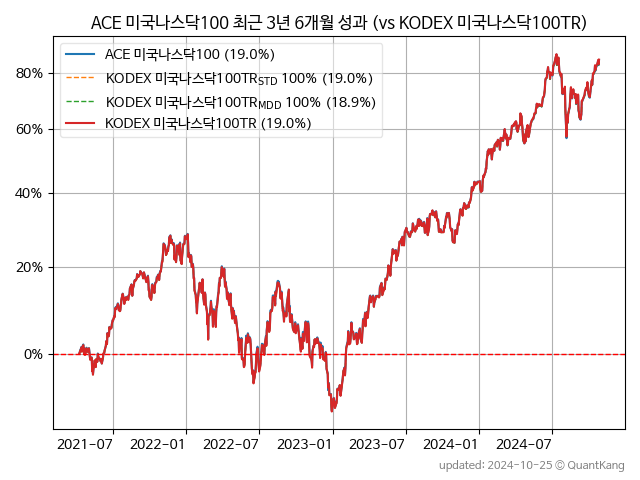 ACE 미국나스닥100 최근 3년 6개월 성과 (vs KODEX 미국나스닥100TR)
ACE 미국나스닥100 (19.0%)
KODEX 미국나스닥100TRSTD 100% (19.0%)
KODEX 미국나스닥100TRMDD 100% (18.9%)
KODEX 미국나스닥100TR (19.0%)
80%
60%
40%
20%
0%
2021-07 2022-01 2022-07 2023-01 2023-07 2024-01 2024-07
updated: 2024-10-25 © QuantKang